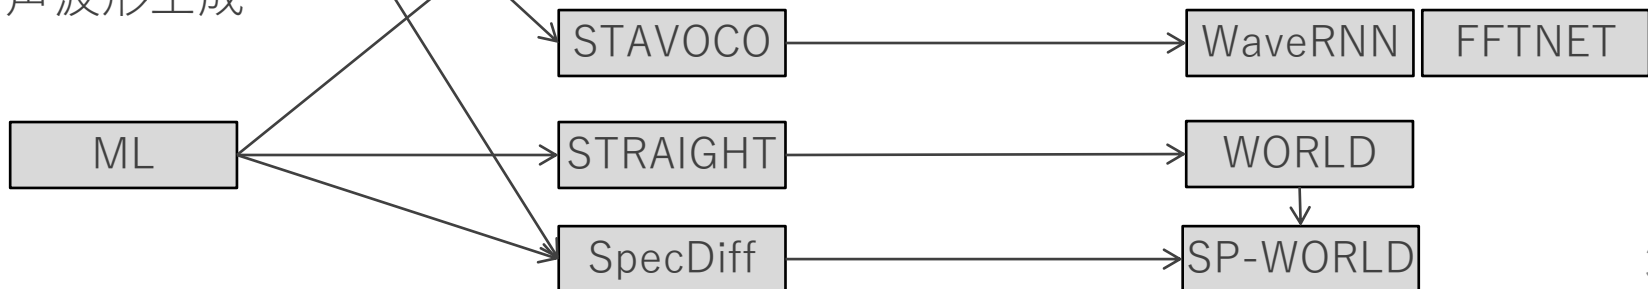 声波形生成
STAVOCO
WaveRNN
FFTNET
ML
STRAIGHT
WORLD
SpecDiff
SP-WORLD